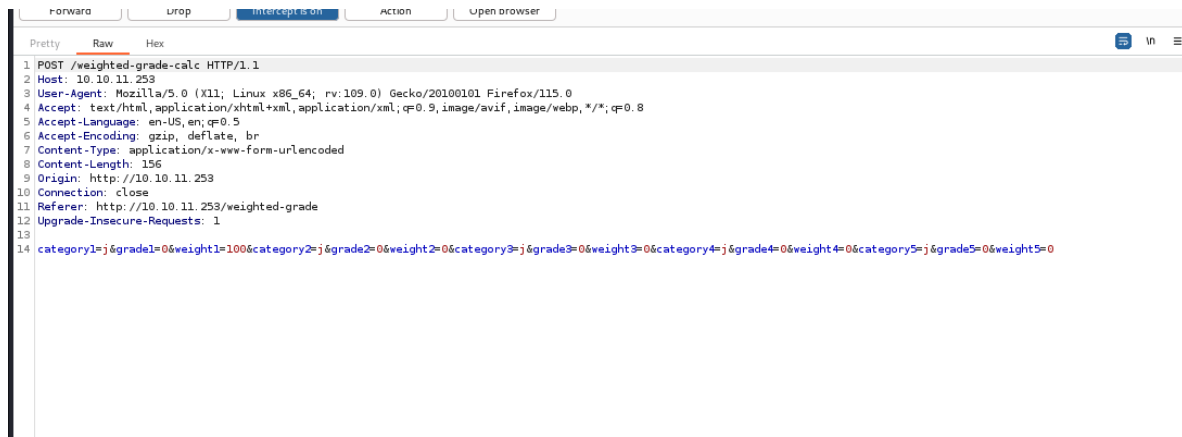 Forward Drop Intercept is on Action Open browser
Pretty Raw Hex \n
1 POST /weighted-grade-calc HTTP/1.1
2 Host: 10.10.11.253
3 User-Agent: Mozilla/5.0 (X11; Linux x86_64; rv:109.0) Gecko/20100101 Firefox/115.0
4 Accept: text/html,application/xhtml+xml,application/xml;q=0.9,image/avif,image/webp,*/*;q=0.8
5 Accept-Language: en-US,en;q=0.5
6 Accept-Encoding: gzip, deflate, br
7 Content-Type: application/x-www-form-urlencoded
8 Content-Length: 156
9 Origin: http://10.10.11.253
10 Connection: close
11 Referer: http://10.10.11.253/weighted-grade
12 Upgrade-Insecure-Requests: 1
13
14 category1=j&grade1=0&weight1=100&category2=j&grade2=0&weight2=0&category3=j&grade3=0&weight3=0&category4=j&grade4=0&weight4=0&category5=j&grade5=0&weight5=0